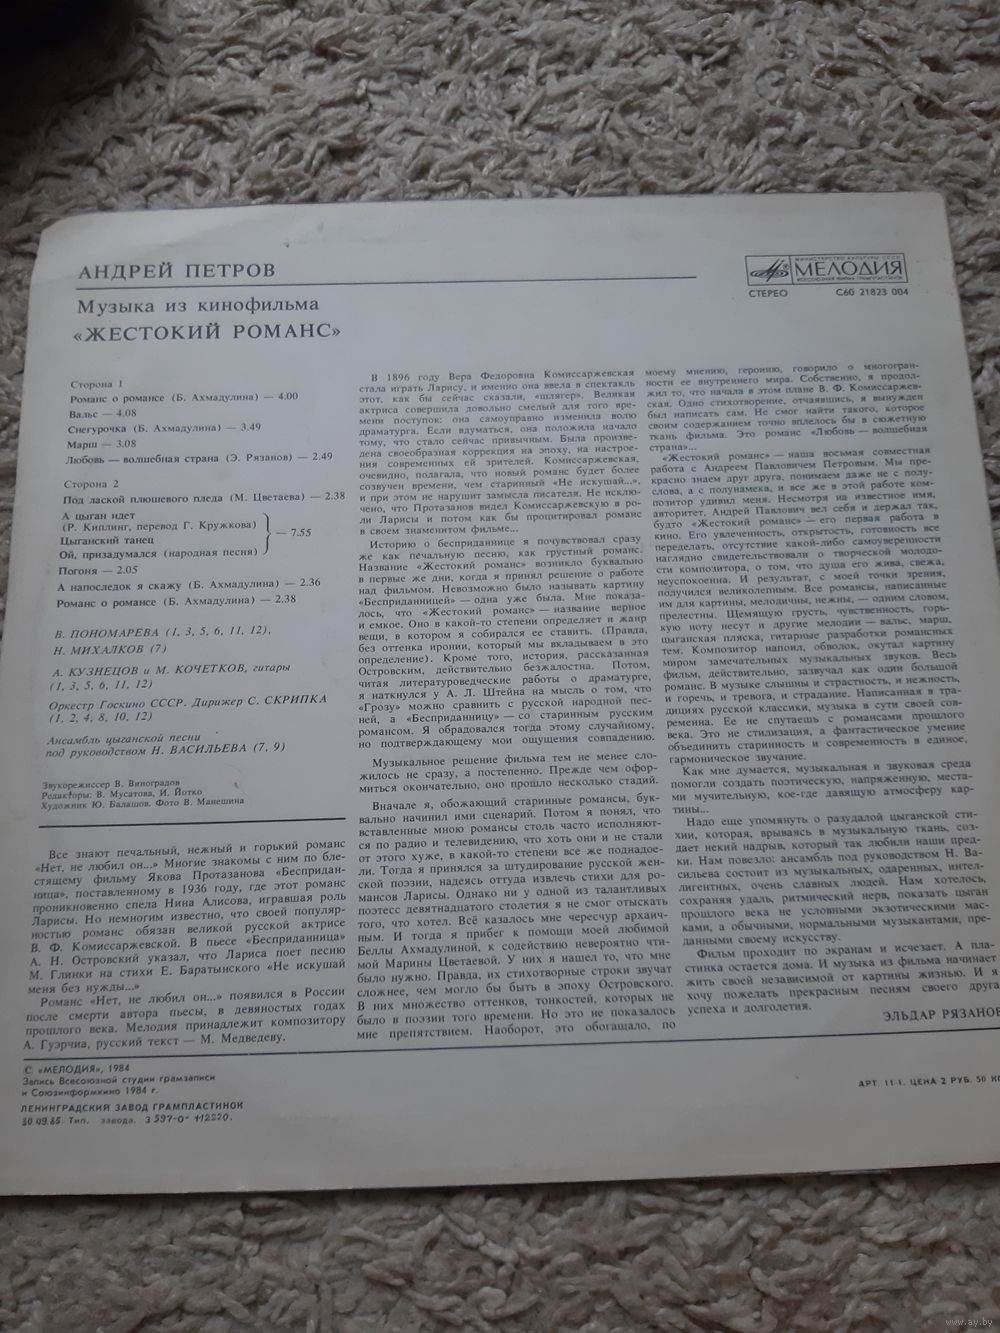 АНДРЕЙ ПЕТРОВ
Музыка из кинофильма
«ЖЕСТОКИЙ РОМАНС»
МИНИСТЕРСТВО КУЛЬТУРЫ СССР
МЕЛОДИЯ
ВСЕСОЮЗНАЯ ФИРМА ГРАМПЛАСТИНОК
СТЕРЕО
С60 21823 004
Сторона 1
Романс о романсе (Б. Ахмадулина) — 4.00
Вальс — 4.08
Снегурочка (Б. Ахмадулина) — 3.49
Марш — 3.08
Любовь — волшебная страна (Э. Рязанов) — 2.49
Сторона 2
Под лаской плюшевого пледа (М. Цветаева) — 2.38
А цыган идет
(Р. Киплинг, перевод Г. Кружкова)
Цыганский танец
Ой, призадумался (народная песня)
— 7.55
Погоня — 2.05
А напоследок я скажу (Б. Ахмадулина) — 2.36
Романс о романсе (Б. Ахмадулина) — 2.38
В. ПОНОМАРЕВА (1, 3, 5, 6, 11, 12),
Н. МИХАЛКОВ (7)
А. КУЗНЕЦОВ и М. КОЧЕТКОВ, гитары
(1, 3, 5, 6, 11, 12)
Оркестр Госкино СССР. Дирижер С. СКРИПКА
(1, 2, 4, 8, 10, 12)
Ансамбль цыганской песни
под руководством Н. ВАСИЛЬЕВА (7, 9)
Звукорежиссер В. Виноградов
Редакторы: В. Мусатова, И. Йотко
Художник Ю. Балашов. Фото В. Манешина
Все знают печальный, нежный и горький романс
«Нет, не любил он...» Многие знакомы с ним по бле-
стящему фильму Якова Протазанова «Беспридан-
ница», поставленному в 1936 году, где этот романс
проникновенно спела Нина Алисова, игравшая роль
Ларисы. Но немногим известно, что своей популяр-
ностью романс обязан великой русской актрисе
В. Ф. Комиссаржевской. В пьесе «Бесприданница»
А. Н. Островский указал, что Лариса поет песню
М. Глинки на стихи Е. Баратынского «Не искушай
меня без нужды...»
Романс «Нет, не любил он...» появился в России
после смерти автора пьесы, в девяностых годах
прошлого века. Мелодия принадлежит композитору
А. Гуэрчиа, русский текст — М. Медведеву.
В 1896 году Вера Федоровна Комиссаржевская
стала играть Ларису, и именно она ввела в спектакль
этот, как бы сейчас сказали, «шлягер». Великая
актриса совершила довольно смелый для того вре-
мени поступок: она самоуправно изменила волю
драматурга. Если вдуматься, она положила начало
тому, что стало сейчас привычным. Была произве-
дена своеобразная коррекция на эпоху, на настрое-
ния современных ей зрителей. Комиссаржевская,
очевидно, полагала, что новый романс будет более
созвучен времени, чем старинный «Не искушай...»,
и при этом не нарушит замысла писателя. Не исклю-
чено, что Протазанов видел Комиссаржевскую в ро-
ли Ларисы и потом как бы процитировал романс
в своем знаменитом фильме...
Историю о бесприданнице я почувствовал сразу
же как печальную песню, как грустный романс.
Название «Жестокий романс» возникло буквально
в первые же дни, когда я принял решение о работе
над фильмом. Невозможно было называть картину
«Бесприданницей» — одна уже была. Мне показа-
лось, что «Жестокий романс» — название верное
и емкое. Оно в какой-то степени определяет и жанр
вещи, в котором я собирался ее ставить. (Правда,
без оттенка иронии, который мы вкладываем в это
определение). Кроме того, история, рассказанная
Островским, действительно безжалостна. Потом,
читая литературоведческие работы о драматурге,
я наткнулся у А. Л. Штейна на мысль о том, что
«Грозу» можно сравнить с русской народной пес-
ней, а «Бесприданницу» — со старинным русским
романсом. Я обрадовался тогда этому случайному,
но подтверждающему мои ощущения совпадению.
Музыкальное решение фильма тем не менее сло-
жилось не сразу, а постепенно. Прежде чем офор-
миться окончательно, оно прошло несколько стадий.
Вначале я, обожающий старинные романсы, бук-
вально начинил ими сценарий. Потом я понял, что
вставленные мною романсы столь часто исполняют-
ся по радио и телевидению, что хоть они и не стали
от этого хуже, в какой-то степени все же поднадое-
ли. Тогда я принялся за штудирование русской жен-
ской поэзии, надеясь оттуда извлечь стихи для ро-
мансов Ларисы. Однако ни у одной из талантливых
поэтесс девятнадцатого столетия я не смог отыскать
того, что хотел. Всё казалось мне чересчур архаич-
ным. И тогда я прибег к помощи моей любимой
Беллы Ахмадулиной, к содействию невероятно чти-
мой Марины Цветаевой. У них я нашел то, что мне
было нужно. Правда, их стихотворные строки звучат
сложнее, чем могло бы быть в эпоху Островского.
В них множество оттенков, тонкостей, которых не
было в поэзии того времени. Но это не показалось
мне препятствием. Наоборот, это обогащало, по
моему мнению, героиню, говорило о многогран-
ности ее внутреннего мира. Собственно, я продол-
жил то, что начала в этом плане В. Ф. Комиссаржев-
ская. Одно стихотворение, отчаявшись, я вынужден
был написать сам. Не смог найти такого, которое
своим содержанием точно вплелось бы в сюжетную
ткань фильма. Это романс «Любовь — волшебная
страна»...
«Жестокий романс» — наша восьмая совместная
работа с Андреем Павловичем Петровым. Мы пре-
красно знаем друг друга, понимаем даже не с полу-
слова, а с полунамека, и все же в этой работе ком-
позитор удивил меня. Несмотря на известное имя,
авторитет, Андрей Павлович вел себя и держал так,
будто «Жестокий романс» — его первая работа в
кино. Его увлеченность, открытость, готовность все
переделать, отсутствие какой-либо самоуверенности
наглядно свидетельствовали о творческой молодо-
сти композитора, о том, что душа его жива, свежа,
неуспокоенна. И результат, с моей точки зрения,
получился великолепным. Все романсы, написанные
им для картины, мелодичны, нежны, — одним словом,
прелестны. Щемящую грусть, чувственность, горь-
кую ноту несут и другие мелодии — вальс, марш,
цыганская пляска, гитарные разработки романсных
тем. Композитор напоил, обволок, окутал картину
миром замечательных музыкальных звуков. Весь
фильм, действительно, зазвучал как один большой
романс. В музыке слышны и страстность, и нежность,
и горечь, и тревога, и страдание. Написанная в тра-
дициях русской классики, музыка в сути своей сов-
ременна. Ее не спутаешь с романсами прошлого
века. Это не стилизация, а фантастическое умение
объединить старинность и современность в единое,
гармоническое звучание.
Как мне думается, музыкальная и звуковая среда
помогли создать поэтическую, напряженную, места-
ми мучительную, кое-где давящую атмосферу кар-
тины...
Надо еще упомянуть о разудалой цыганской сти-
хии, которая, врываясь в музыкальную ткань, соз-
дает некий надрыв, который так любили наши пред-
ки. Нам повезло: ансамбль под руководством Н. Ва-
сильева состоит из музыкальных, одаренных, интел-
лигентных, очень славных людей. Нам хотелось,
сохраняя удаль, ритмический нерв, показать цыган
прошлого века не условными экзотическими мас-
ками, а обычными, нормальными музыкантами, пре-
данными своему искусству.
Фильм проходит по экранам и исчезает. А пла-
стинка остается дома. И музыка из фильма начинает
жить своей независимой от картины жизнью. И я
хочу пожелать прекрасным песням своего друга
успеха и долголетия.
ЭЛЬДАР РЯЗАНОВ
© «МЕЛОДИЯ», 1984
Запись Всесоюзной студии грамзаписи
и Союзинформкино 1984 г.
ЛЕНИНГРАДСКИЙ ЗАВОД ГРАМПЛАСТИНОК
30 09.85 Тип. завода. З 597-0- 112820.
АРТ. 11-1. ЦЕНА 2 РУБ. 50 КО
www.ay.by